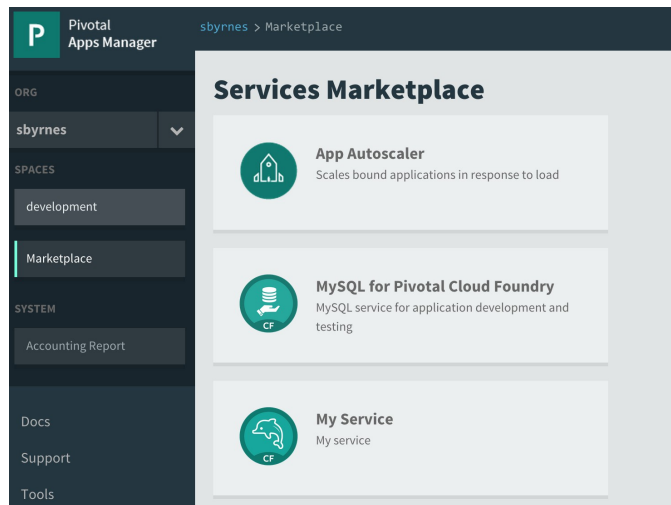 P
Pivotal
Apps Manager
sbyrnes > Marketplace
ORG
sbyrnes
SPACES
development
Marketplace
SYSTEM
Accounting Report
Docs
Support
Tools
Services Marketplace
App Autoscaler
Scales bound applications in response to load
CF
MySQL for Pivotal Cloud Foundry
MySQL service for application development and
testing
CF
My Service
My service